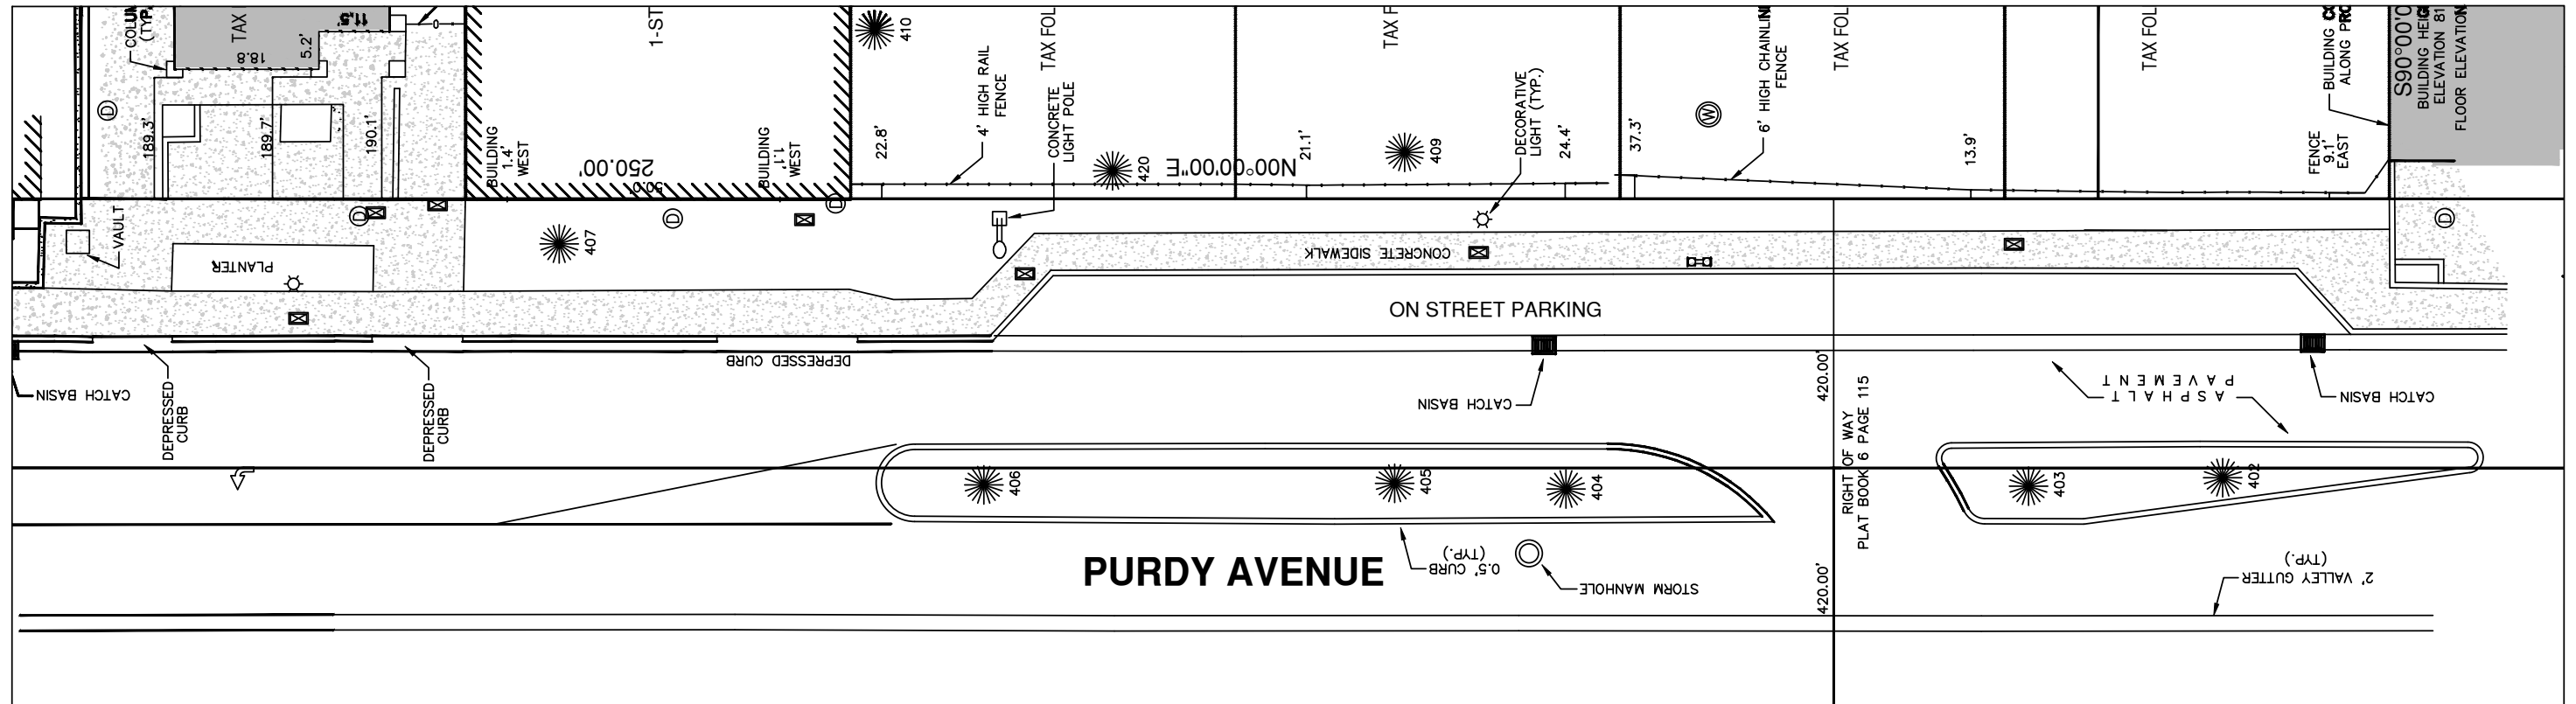 COLUM
(TYP.
TAX
11.5'
18.8
5.2'
1-ST
410
4' HIGH RAIL
FENCE
TAX FOL
CONCRETE
LIGHT POLE
TAX F
DECORATIVE
LIGHT (TYP.)
6' HIGH CHAINLIN
FENCE
TAX FOL
TAX FOL
BUILDING
ALONG PRO
S90°00'0
BUILDING HEI
ELEVATION 81
FLOOR ELEVATION
D
189.3'
189.7'
190.1'
BUILDING
1.4'
WEST
250.00'
50.0
BUILDING
1.1'
WEST
22.8'
420
N00°00'00"E
21.1'
409
24.4'
37.3'
W
13.9'
FENCE
9.1'
EAST
VAULT
D
D
D
D
407
PLANTER
CONCRETE SIDEWALK
ON STREET PARKING
CATCH BASIN
DEPRESSED
CURB
DEPRESSED
CURB
DEPRESSED CURB
CATCH BASIN
420.00'
RIGHT OF WAY
PLAT BOOK 6 PAGE 115
ASPHALT
PAVEMENT
CATCH BASIN
406
405
404
403
402
PURDY AVENUE
0.5' CURB
(TYP.)
STORM MANHOLE
420.00'
2' VALLEY GUTTER
(TYP.)